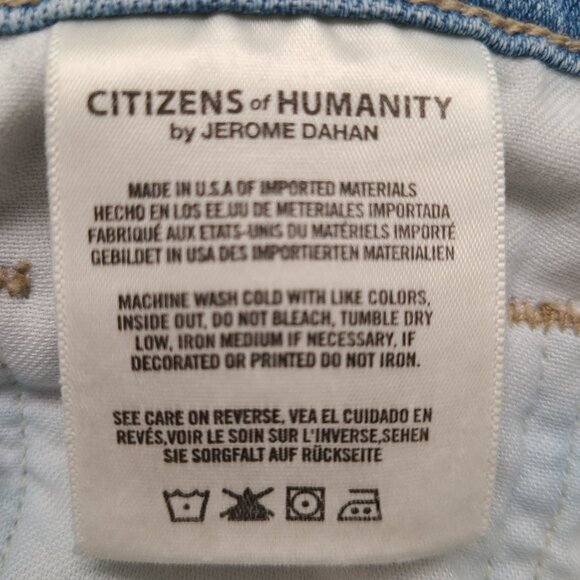 CITIZENS of HUMANITY
by JEROME DAHAN
MADE IN U.S.A OF IMPORTED MATERIALS
HECHO EN LOS EE.UU DE METERIALES IMPORTADA
FABRIQUÉ AUX ETATS-UNIS DU MATÉRIELS IMPORTÉ
GEBILDET IN USA DES IMPORTIERTEN MATERIALIEN
MACHINE WASH COLD WITH LIKE COLORS,
INSIDE OUT, DO NOT BLEACH, TUMBLE DRY
LOW, IRON MEDIUM IF NECESSARY, IF
DECORATED OR PRINTED DO NOT IRON.
SEE CARE ON REVERSE, VEA EL CUIDADO EN
REVÉS,VOIR LE SOIN SUR L'INVERSE,SEHEN
SIE SORGFALT AUF RÜCKSEITE